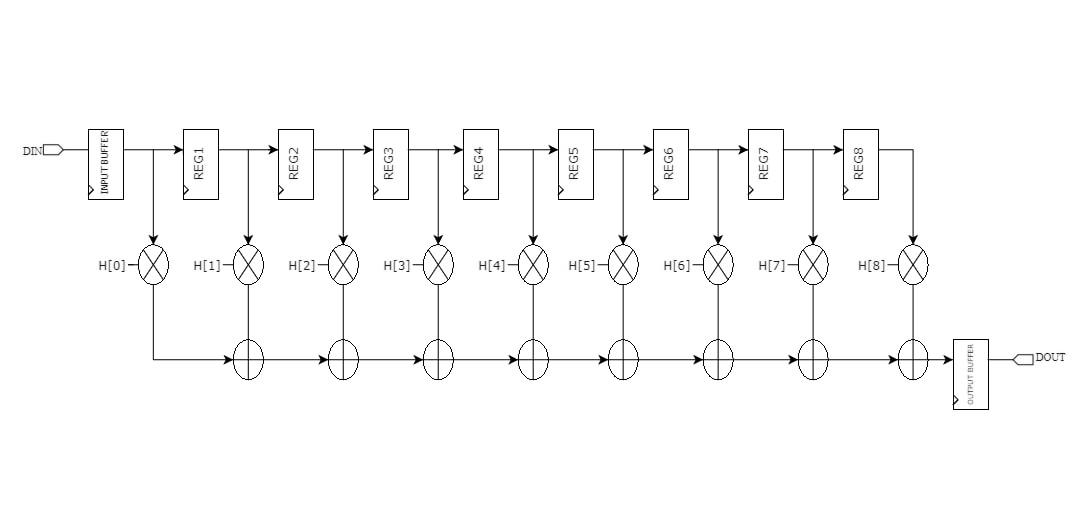 DIN
INPUT BUFFER
REG1
REG2
REG3
REG4
REG5
REG6
REG7
REG8
H[0]
H[1]
H[2]
H[3]
H[4]
H[5]
H[6]
H[7]
H[8]
OUTPUT BUFFER
DOUT